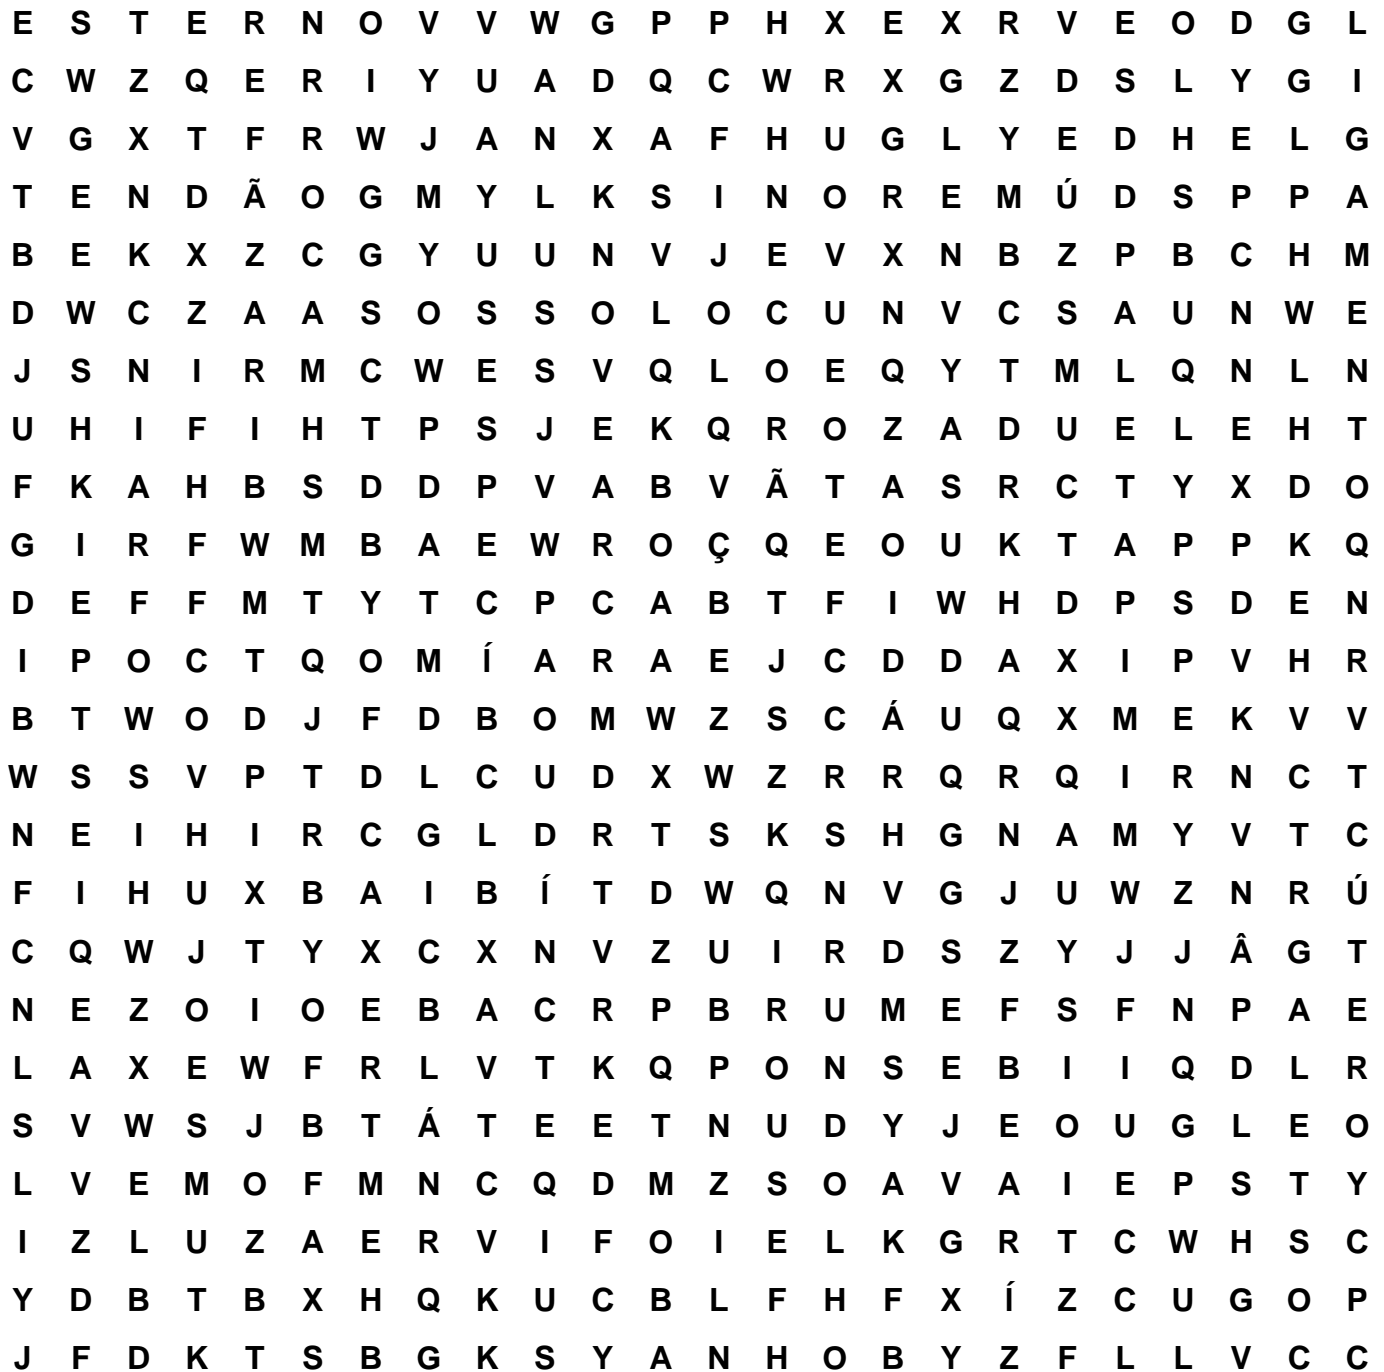 E S T E R N O V V W G P P H X E X R V E O D G L
C W Z Q E R I Y U A D Q C W R X G Z D S L Y G I
V G X T F R W J A N X A F H U G L Y E D H E L G
T E N D Ã O G M Y L K S I N O R E M Ú D S P P A
B E K X Z C G Y U U N V J E V X N B Z P B C H M
D W C Z A A S O S S O L O C U N V C S A U N W E
J S N I R M C W E S V Q L O E Q Y T M L Q N L N
U H I F I H T P S J E K Q R O Z A D U E L E H T
F K A H B S D D P V A B V Ã T A S R C T Y X D O
G I R F W M B A E W R O Ç Q E O U K T A P P K Q
D E F F M T Y T C P C A B T F I W H D P S D E N
I P O C T Q O M Í A R A E J C D D A X I P V H R
B T W O D J F D B O M W Z S C Á U Q X M E K V V
W S S V P T D L C U D X W Z R R Q R Q I R N C T
N E I H I R C G L D R T S K S H G N A M Y V T C
F I H U X B A I B Í T D W Q N V G J U W Z N R Ú
C Q W J T Y X C X N V Z U I R D S Z Y J J Â G T
N E Z O I O E B A C R P B R U M E F S F N P A E
L A X E W F R L V T K Q P O N S E B I I Q D L R
S V W S J B T Á T E E T N U D Y J E O U G L E O
L V E M O F M N C Q D M Z S O A V A I E P S T Y
I Z L U Z A E R V I F O I E L K G R T C W H S C
Y D B T B X H Q K U C B L F H F X Í Z C U G O P
J F D K T S B G K S Y A N H O B Y Z F L L V C C